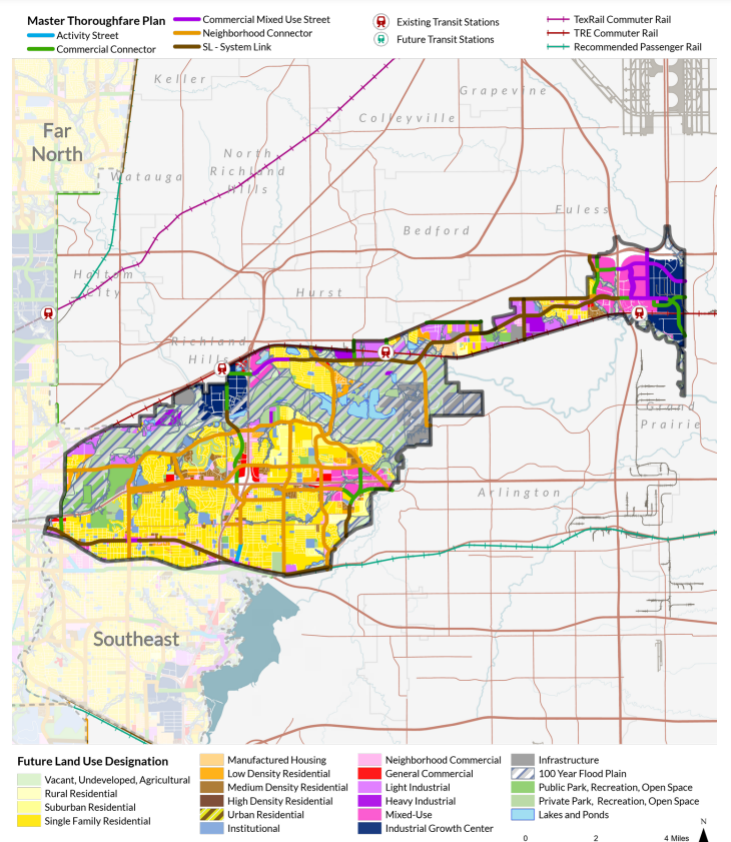 Master Thoroughfare Plan
Activity Street
Commercial Connector
Commercial Mixed Use Street
Neighborhood Connector
SL - System Link
Existing Transit Stations
Future Transit Stations
TexRail Commuter Rail
TRE Commuter Rail
Recommended Passenger Rail
Keller
Grapevine
Colleyville
Far
North
North
Richland
Hills
Watauga
Euless
Bedford
Haltom
City
Hurst
Richland
Hills
Grand
Prairie
Arlington
Southeast
Future Land Use Designation
Vacant, Undeveloped, Agricultural
Rural Residential
Suburban Residential
Single Family Residential
Manufactured Housing
Low Density Residential
Medium Density Residential
High Density Residential
Urban Residential
Institutional
Neighborhood Commercial
General Commercial
Light Industrial
Heavy Industrial
Mixed-Use
Industrial Growth Center
Infrastructure
100 Year Flood Plain
Public Park, Recreation, Open Space
Private Park, Recreation, Open Space
Lakes and Ponds
N
0 2 4 Miles